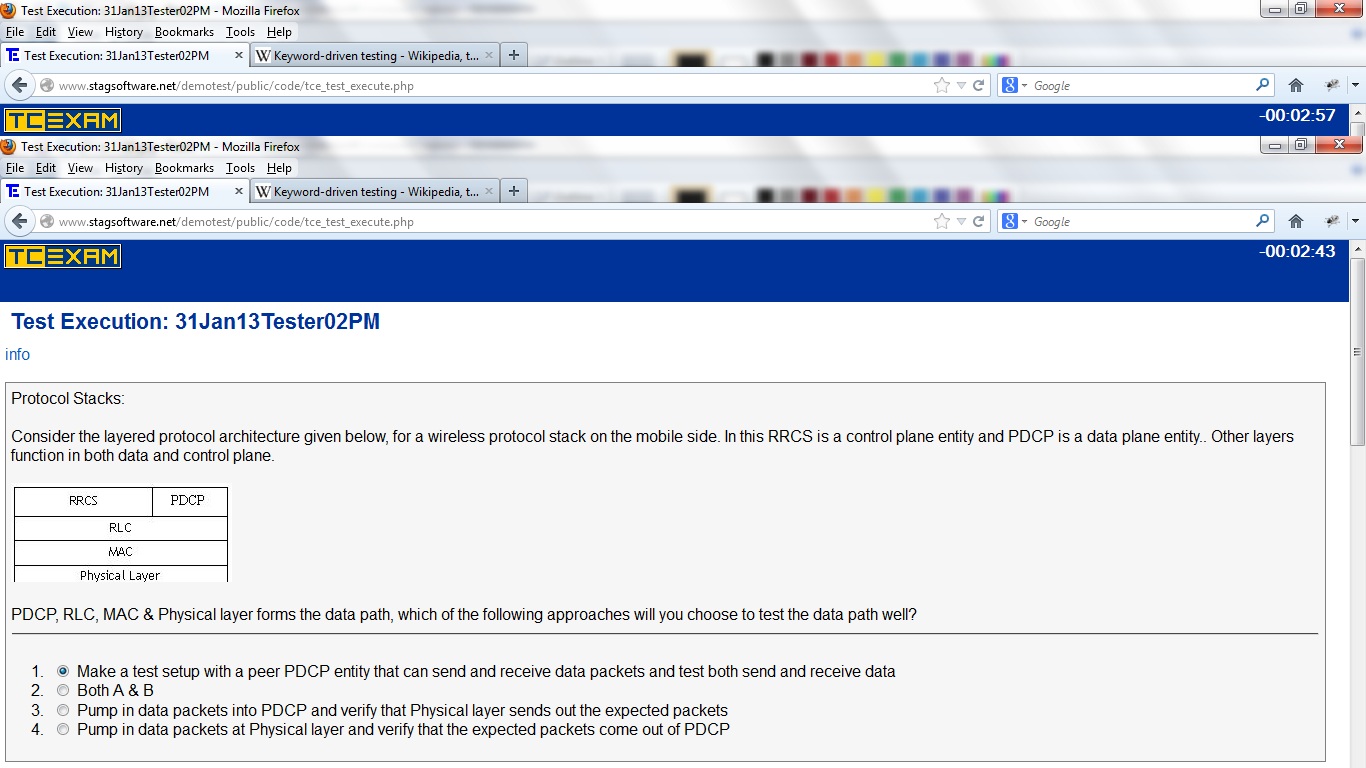 Test Execution: 31Jan13Tester02PM - Mozilla Firefox
File Edit View History Bookmarks Tools Help
Test Execution: 31Jan13Tester02PM × W Keyword-driven testing - Wikipedia, t... × +
www.stagsoftware.net/demotest/public/code/tce_test_execute.php Google
TCEXAM -00:02:57
Test Execution: 31Jan13Tester02PM - Mozilla Firefox
File Edit View History Bookmarks Tools Help
Test Execution: 31Jan13Tester02PM × W Keyword-driven testing - Wikipedia, t... × +
www.stagsoftware.net/demotest/public/code/tce_test_execute.php Google
TCEXAM -00:02:43
Test Execution: 31Jan13Tester02PM
info
Protocol Stacks:
Consider the layered protocol architecture given below, for a wireless protocol stack on the mobile side. In this RRCS is a control plane entity and PDCP is a data plane entity.. Other layers
function in both data and control plane.
RRCS PDCP
RLC
MAC
Physical Layer
PDCP, RLC, MAC & Physical layer forms the data path, which of the following approaches will you choose to test the data path well?
1. Make a test setup with a peer PDCP entity that can send and receive data packets and test both send and receive data
2. Both A & B
3. Pump in data packets into PDCP and verify that Physical layer sends out the expected packets
4. Pump in data packets at Physical layer and verify that the expected packets come out of PDCP